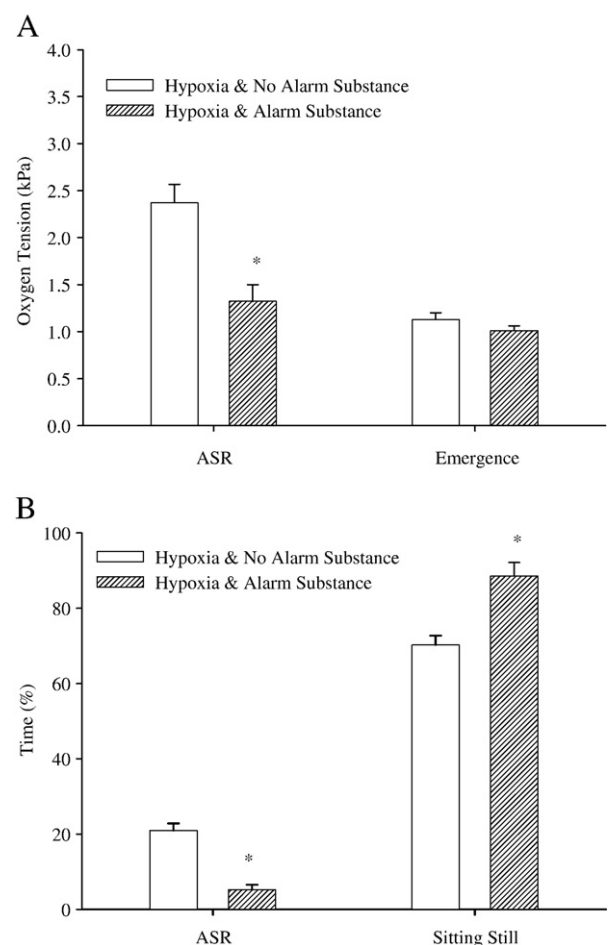 A
4.0
Hypoxia & No Alarm Substance
3.5
Hypoxia & Alarm Substance
3.0
2.5
Oxygen Tension (kPa)
2.0
*
1.5
1.0
0.5
0.0
ASR Emergence
B
100
*
Hypoxia & No Alarm Substance
Hypoxia & Alarm Substance
80
60
Time (%)
40
20
*
0
ASR Sitting Still